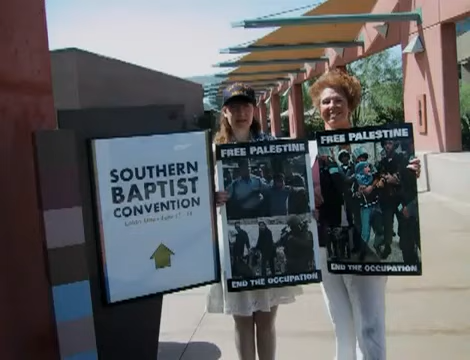 SOUTHERN
BAPTIST
CONVENTION
FREE PALESTINE
END THE OCCUPATION
FREE PALESTINE
END THE OCCUPATION